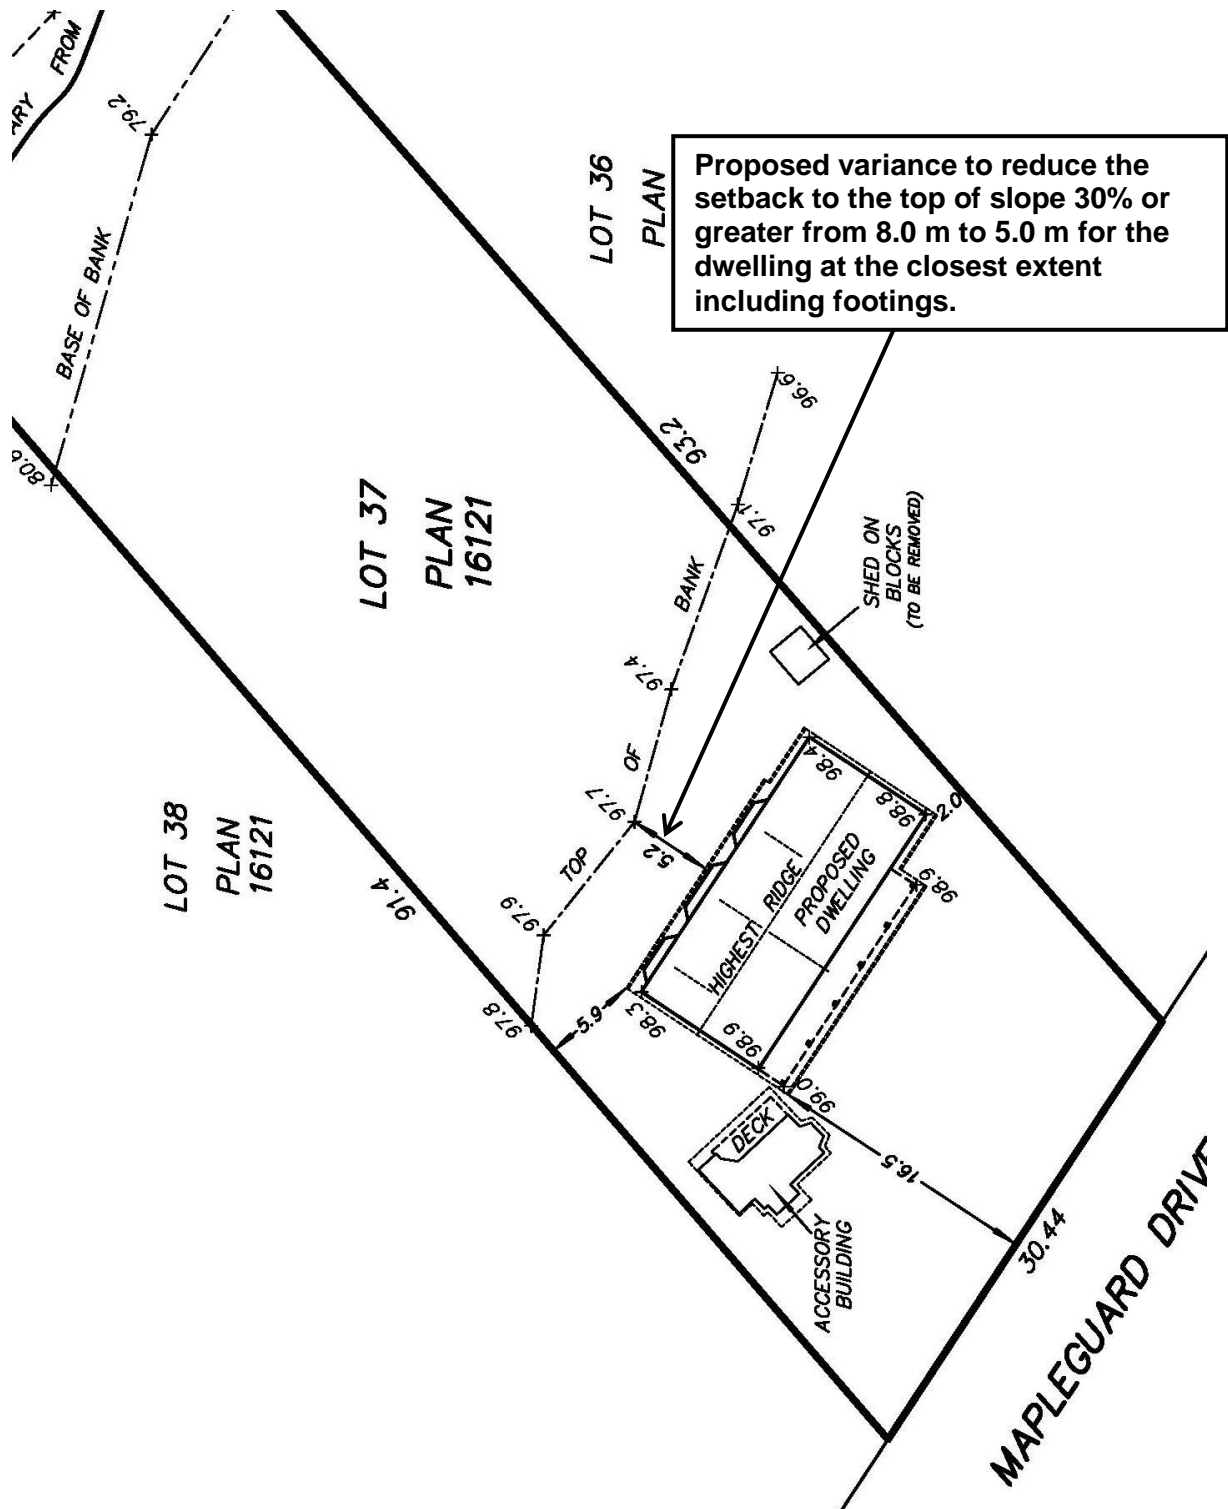 FROM
79.2
BASE OF BANK
LOT 36
PLAN
Proposed variance to reduce the
setback to the top of slope 30% or
greater from 8.0 m to 5.0 m for the
dwelling at the closest extent
including footings.
96.6
93.2
97.1
LOT 37
PLAN
16121
SHED ON
BLOCKS
(TO BE REMOVED)
TOP OF BANK
97.4
97.7
97.9
97.8
LOT 38
PLAN
16121
91.4
5.2
5.9
98.4
98.8
2.0
98.9
98.3
98.9
99.0
HIGHEST RIDGE
PROPOSED
DWELLING
DECK
ACCESSORY
BUILDING
16.5
30.44
MAPLEGUARD DRIVE